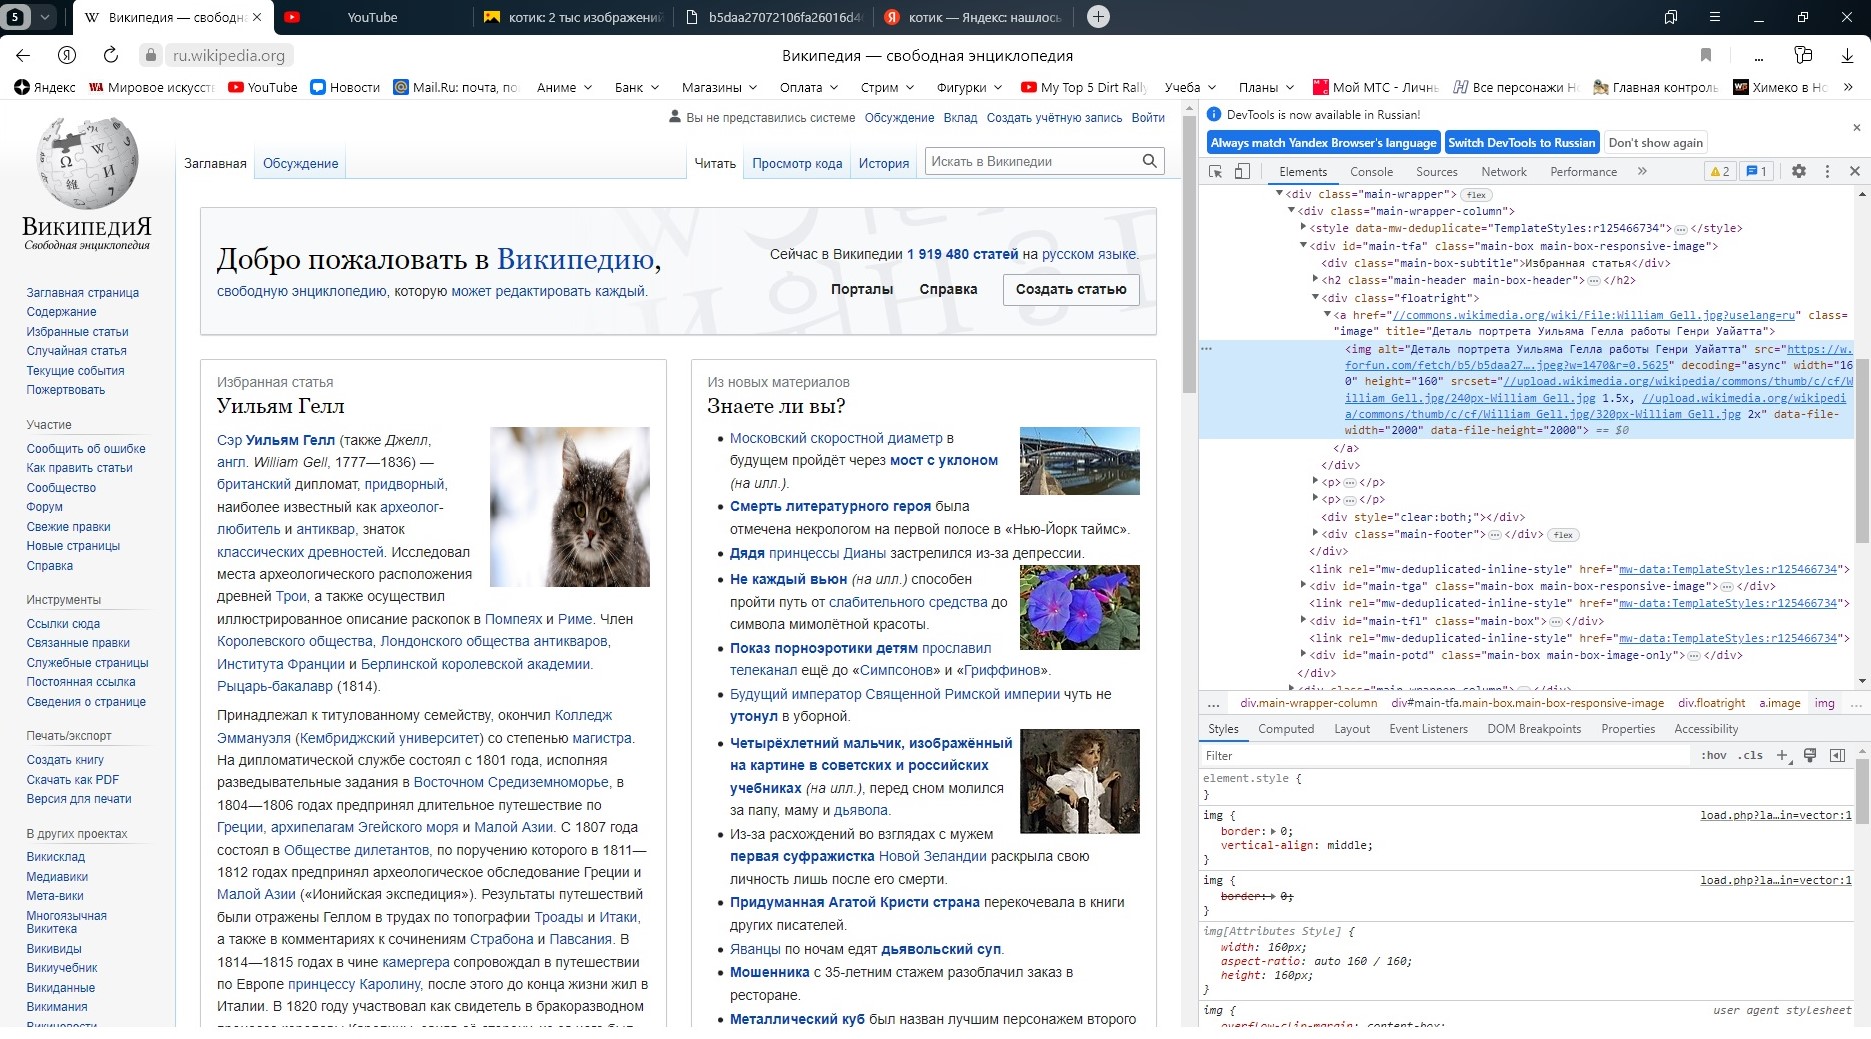 5
Википедия — свободна
YouTube
котик: 2 тыс изображений
b5daa27072106fa26016d4
котик — Яндекс: нашлось
ru.wikipedia.org
Википедия — свободная энциклопедия
Яндекс
Мировое искусств
YouTube
Новости
Mail.Ru: почта, по
Аниме
Банк
Магазины
Оплата
Стрим
Фигурки
My Top 5 Dirt Rally
Учеба
Планы
Мой МТС - Личн
Все персонажи Но
Главная контроль
Химеко в Но
ВикипедиЯ
Свободная энциклопедия
Заглавная страница
Содержание
Избранные статьи
Случайная статья
Текущие события
Пожертвовать
Участие
Сообщить об ошибке
Как править статьи
Сообщество
Форум
Свежие правки
Новые страницы
Справка
Инструменты
Ссылки сюда
Связанные правки
Служебные страницы
Постоянная ссылка
Сведения о странице
Печать/экспорт
Создать книгу
Скачать как PDF
Версия для печати
В других проектах
Викисклад
Медиавики
Мета-вики
Многоязычная
Викитека
Викивиды
Викиучебник
Викиданные
Викимания
Викиновости
Вы не представились системе Обсуждение Вклад Создать учётную запись Войти
Заглавная Обсуждение
Читать Просмотр кода История
Искать в Википедии
Добро пожаловать в Википедию,
свободную энциклопедию, которую может редактировать каждый.
Сейчас в Википедии 1 919 480 статей на русском языке.
Порталы Справка Создать статью
Избранная статья
Уильям Гелл
Сэр Уильям Гелл (также Джелл,
англ. William Gell, 1777—1836) —
британский дипломат, придворный,
наиболее известный как археолог-
любитель и антиквар, знаток
классических древностей. Исследовал
места археологического расположения
древней Трои, а также осуществил
иллюстрированное описание раскопок в Помпеях и Риме. Член
Королевского общества, Лондонского общества антикваров,
Института Франции и Берлинской королевской академии.
Рыцарь-бакалавр (1814).
Принадлежал к титулованному семейству, окончил Колледж
Эммануэля (Кембриджский университет) со степенью магистра.
На дипломатической службе состоял с 1801 года, исполняя
разведывательные задания в Восточном Средиземноморье, в
1804—1806 годах предпринял длительное путешествие по
Греции, архипелагам Эгейского моря и Малой Азии. С 1807 года
состоял в Обществе дилетантов, по поручению которого в 1811—
1812 годах предпринял археологическое обследование Греции и
Малой Азии («Ионийская экспедиция»). Результаты путешествий
были отражены Геллом в трудах по топографии Троады и Итаки,
а также в комментариях к сочинениям Страбона и Павсания. В
1814—1815 годах в чине камергера сопровождал в путешествии
по Европе принцессу Каролину, после этого до конца жизни жил в
Италии. В 1820 году участвовал как свидетель в бракоразводном
Из новых материалов
Знаете ли вы?
Московский скоростной диаметр в
будущем пройдёт через мост с уклоном
(на илл.).
Смерть литературного героя была
отмечена некрологом на первой полосе в «Нью-Йорк таймс».
Дядя принцессы Дианы застрелился из-за депрессии.
Не каждый вьюн (на илл.) способен
пройти путь от слабительного средства до
символа мимолётной красоты.
Показ порноэротики детям прославил
телеканал ещё до «Симпсонов» и «Гриффинов».
Будущий император Священной Римской империи чуть не
утонул в уборной.
Четырёхлетний мальчик, изображённый
на картине в советских и российских
учебниках (на илл.), перед сном молился
за папу, маму и дьявола.
Из-за расхождений во взглядах с мужем
первая суфражистка Новой Зеландии раскрыла свою
личность лишь после его смерти.
Придуманная Агатой Кристи страна перекочевала в книги
других писателей.
Яванцы по ночам едят дьявольский суп.
Мошенника с 35-летним стажем разоблачил заказ в
ресторане.
Металлический куб был назван лучшим персонажем второго
DevTools is now available in Russian!
Always match Yandex Browser's language Switch DevTools to Russian Don't show again
Elements Console Sources Network Performance 2 1
<div class="main-wrapper"> flex
<div class="main-wrapper-column">
<style data-mw-deduplicate="TemplateStyles:r125466734">…</style>
<div id="main-tfa" class="main-box main-box-responsive-image">
<div class="main-box-subtitle">Избранная статья</div>
<h2 class="main-header main-box-header">…</h2>
<div class="floatright">
<a href="//commons.wikimedia.org/wiki/File:William_Gell.jpg?uselang=ru" class=
"image" title="Деталь портрета Уильяма Гелла работы Генри Уайатта">
<img alt="Деталь портрета Уильяма Гелла работы Генри Уайатта" src="https://w.
forfun.com/fetch/b5/b5daa27….jpeg?w=1470&r=0.5625" decoding="async" width="16
0" height="160" srcset="//upload.wikimedia.org/wikipedia/commons/thumb/c/cf/W
illiam_Gell.jpg/240px-William_Gell.jpg 1.5x, //upload.wikimedia.org/wikipedi
a/commons/thumb/c/cf/William_Gell.jpg/320px-William_Gell.jpg 2x" data-file-
width="2000" data-file-height="2000"> == $0
</a>
</div>
<p>…</p>
<p>…</p>
<div style="clear:both;"></div>
<div class="main-footer">…</div> flex
</div>
<link rel="mw-deduplicated-inline-style" href="mw-data:TemplateStyles:r125466734">
<div id="main-tga" class="main-box main-box-responsive-image">…</div>
<link rel="mw-deduplicated-inline-style" href="mw-data:TemplateStyles:r125466734">
<div id="main-tfl" class="main-box">…</div>
<link rel="mw-deduplicated-inline-style" href="mw-data:TemplateStyles:r125466734">
<div id="main-potd" class="main-box main-box-image-only">…</div>
</div>
<div class="main-wrapper-column">…</div>
… div.main-wrapper-column div#main-tfa.main-box.main-box-responsive-image div.floatright a.image img …
Styles Computed Layout Event Listeners DOM Breakpoints Properties Accessibility
Filter :hov .cls
element.style {
}
img { load.php?la…in=vector:1
border: 0;
vertical-align: middle;
}
img { load.php?la…in=vector:1
border: 0;
}
img[Attributes Style] {
width: 160px;
aspect-ratio: auto 160 / 160;
height: 160px;
}
img { user agent stylesheet
overflow-clip-margin: content-box;